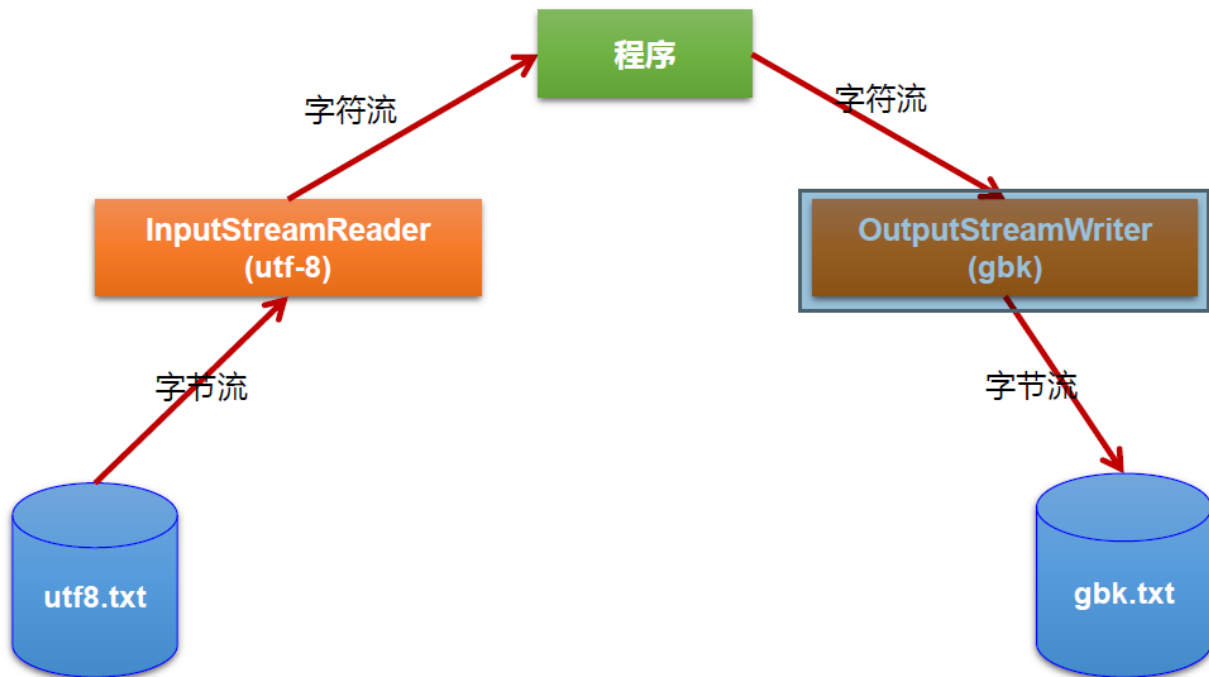 程序
字符流
字符流
InputStreamReader
(utf-8)
OutputStreamWriter
(gbk)
字节流
字节流
utf8.txt
gbk.txt